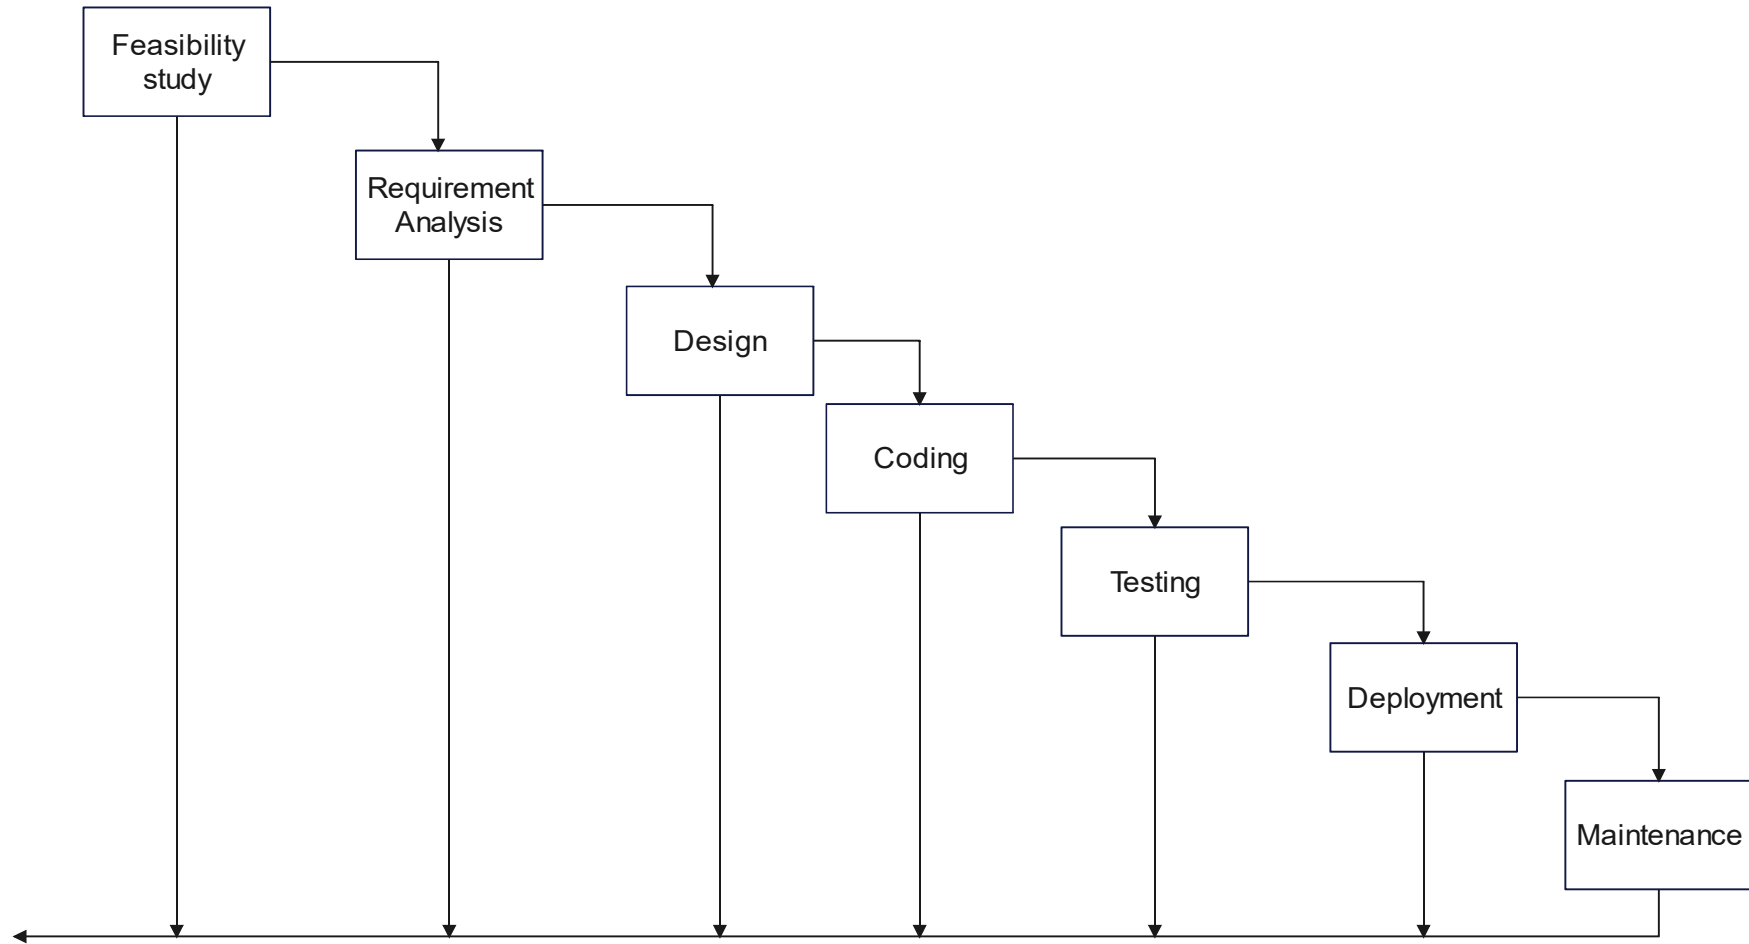 Feasibility
study
Requirement
Analysis
Design
Coding
Testing
Deployment
Maintenance